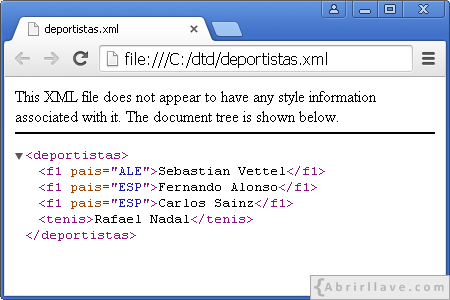 deportistas.xml
file:///C:/dtd/deportistas.xml
This XML file does not appear to have any style information
associated with it. The document tree is shown below.
▼<deportistas>
<f1 pais="ALE">Sebastian Vettel</f1>
<f1 pais="ESP">Fernando Alonso</f1>
<f1 pais="ESP">Carlos Sainz</f1>
<tenis>Rafael Nadal</tenis>
</deportistas>
{Abrirllave.com